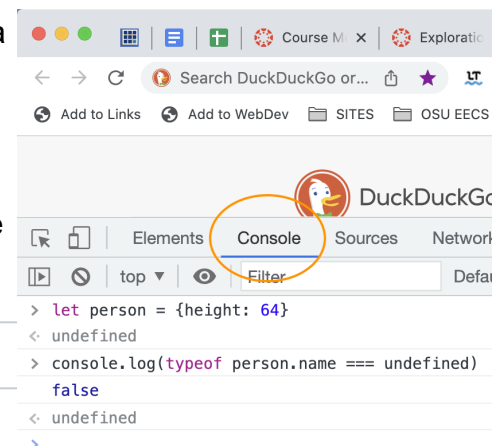 a
Course M
Exploratio
Search DuckDuckGo or...
Add to Links Add to WebDev SITES OSU EECS
DuckDuckGo
e
Elements Console Sources Network
top ▼ Filter Defau
> let person = {height: 64}
<· undefined
> console.log(typeof person.name === undefined)
false
<· undefined
>